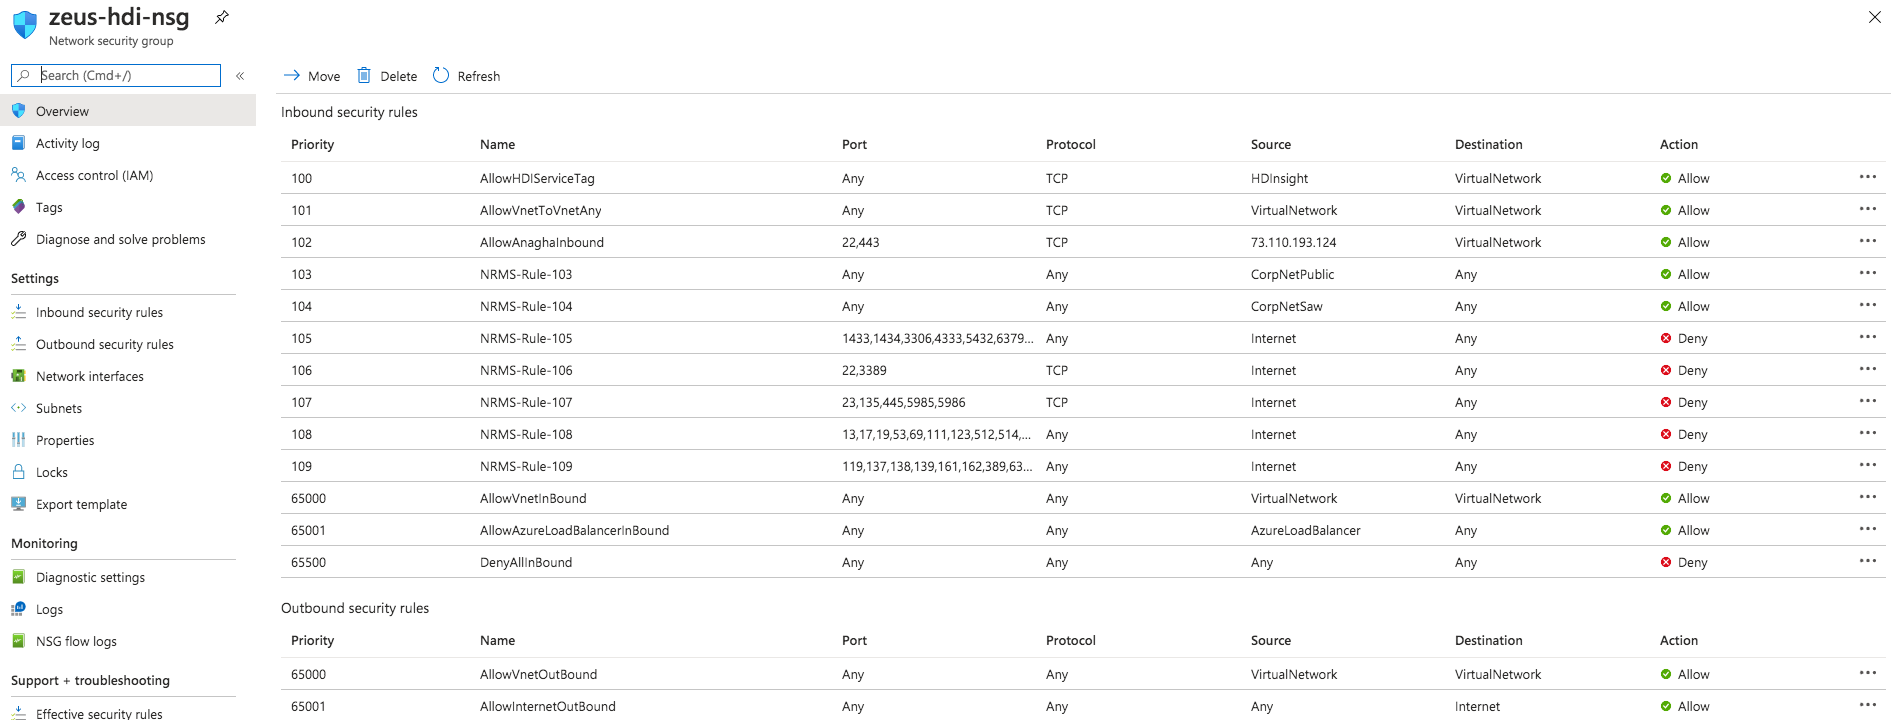 zeus-hdi-nsg
Network security group
Search (Cmd+/)
Overview
Activity log
Access control (IAM)
Tags
Diagnose and solve problems
Settings
Inbound security rules
Outbound security rules
Network interfaces
Subnets
Properties
Locks
Export template
Monitoring
Diagnostic settings
Logs
NSG flow logs
Support + troubleshooting
Effective security rules
Move Delete Refresh
Inbound security rules
Priority Name Port Protocol Source Destination Action
100 AllowHDIServiceTag Any TCP HDInsight VirtualNetwork Allow
101 AllowVnetToVnetAny Any TCP VirtualNetwork VirtualNetwork Allow
102 AllowAnaghaInbound 22,443 TCP 73.110.193.124 VirtualNetwork Allow
103 NRMS-Rule-103 Any Any CorpNetPublic Any Allow
104 NRMS-Rule-104 Any Any CorpNetSaw Any Allow
105 NRMS-Rule-105 1433,1434,3306,4333,5432,6379... Any Internet Any Deny
106 NRMS-Rule-106 22,3389 TCP Internet Any Deny
107 NRMS-Rule-107 23,135,445,5985,5986 TCP Internet Any Deny
108 NRMS-Rule-108 13,17,19,53,69,111,123,512,514,... Any Internet Any Deny
109 NRMS-Rule-109 119,137,138,139,161,162,389,63... Any Internet Any Deny
65000 AllowVnetInBound Any Any VirtualNetwork VirtualNetwork Allow
65001 AllowAzureLoadBalancerInBound Any Any AzureLoadBalancer Any Allow
65500 DenyAllInBound Any Any Any Any Deny
Outbound security rules
Priority Name Port Protocol Source Destination Action
65000 AllowVnetOutBound Any Any VirtualNetwork VirtualNetwork Allow
65001 AllowInternetOutBound Any Any Any Internet Allow